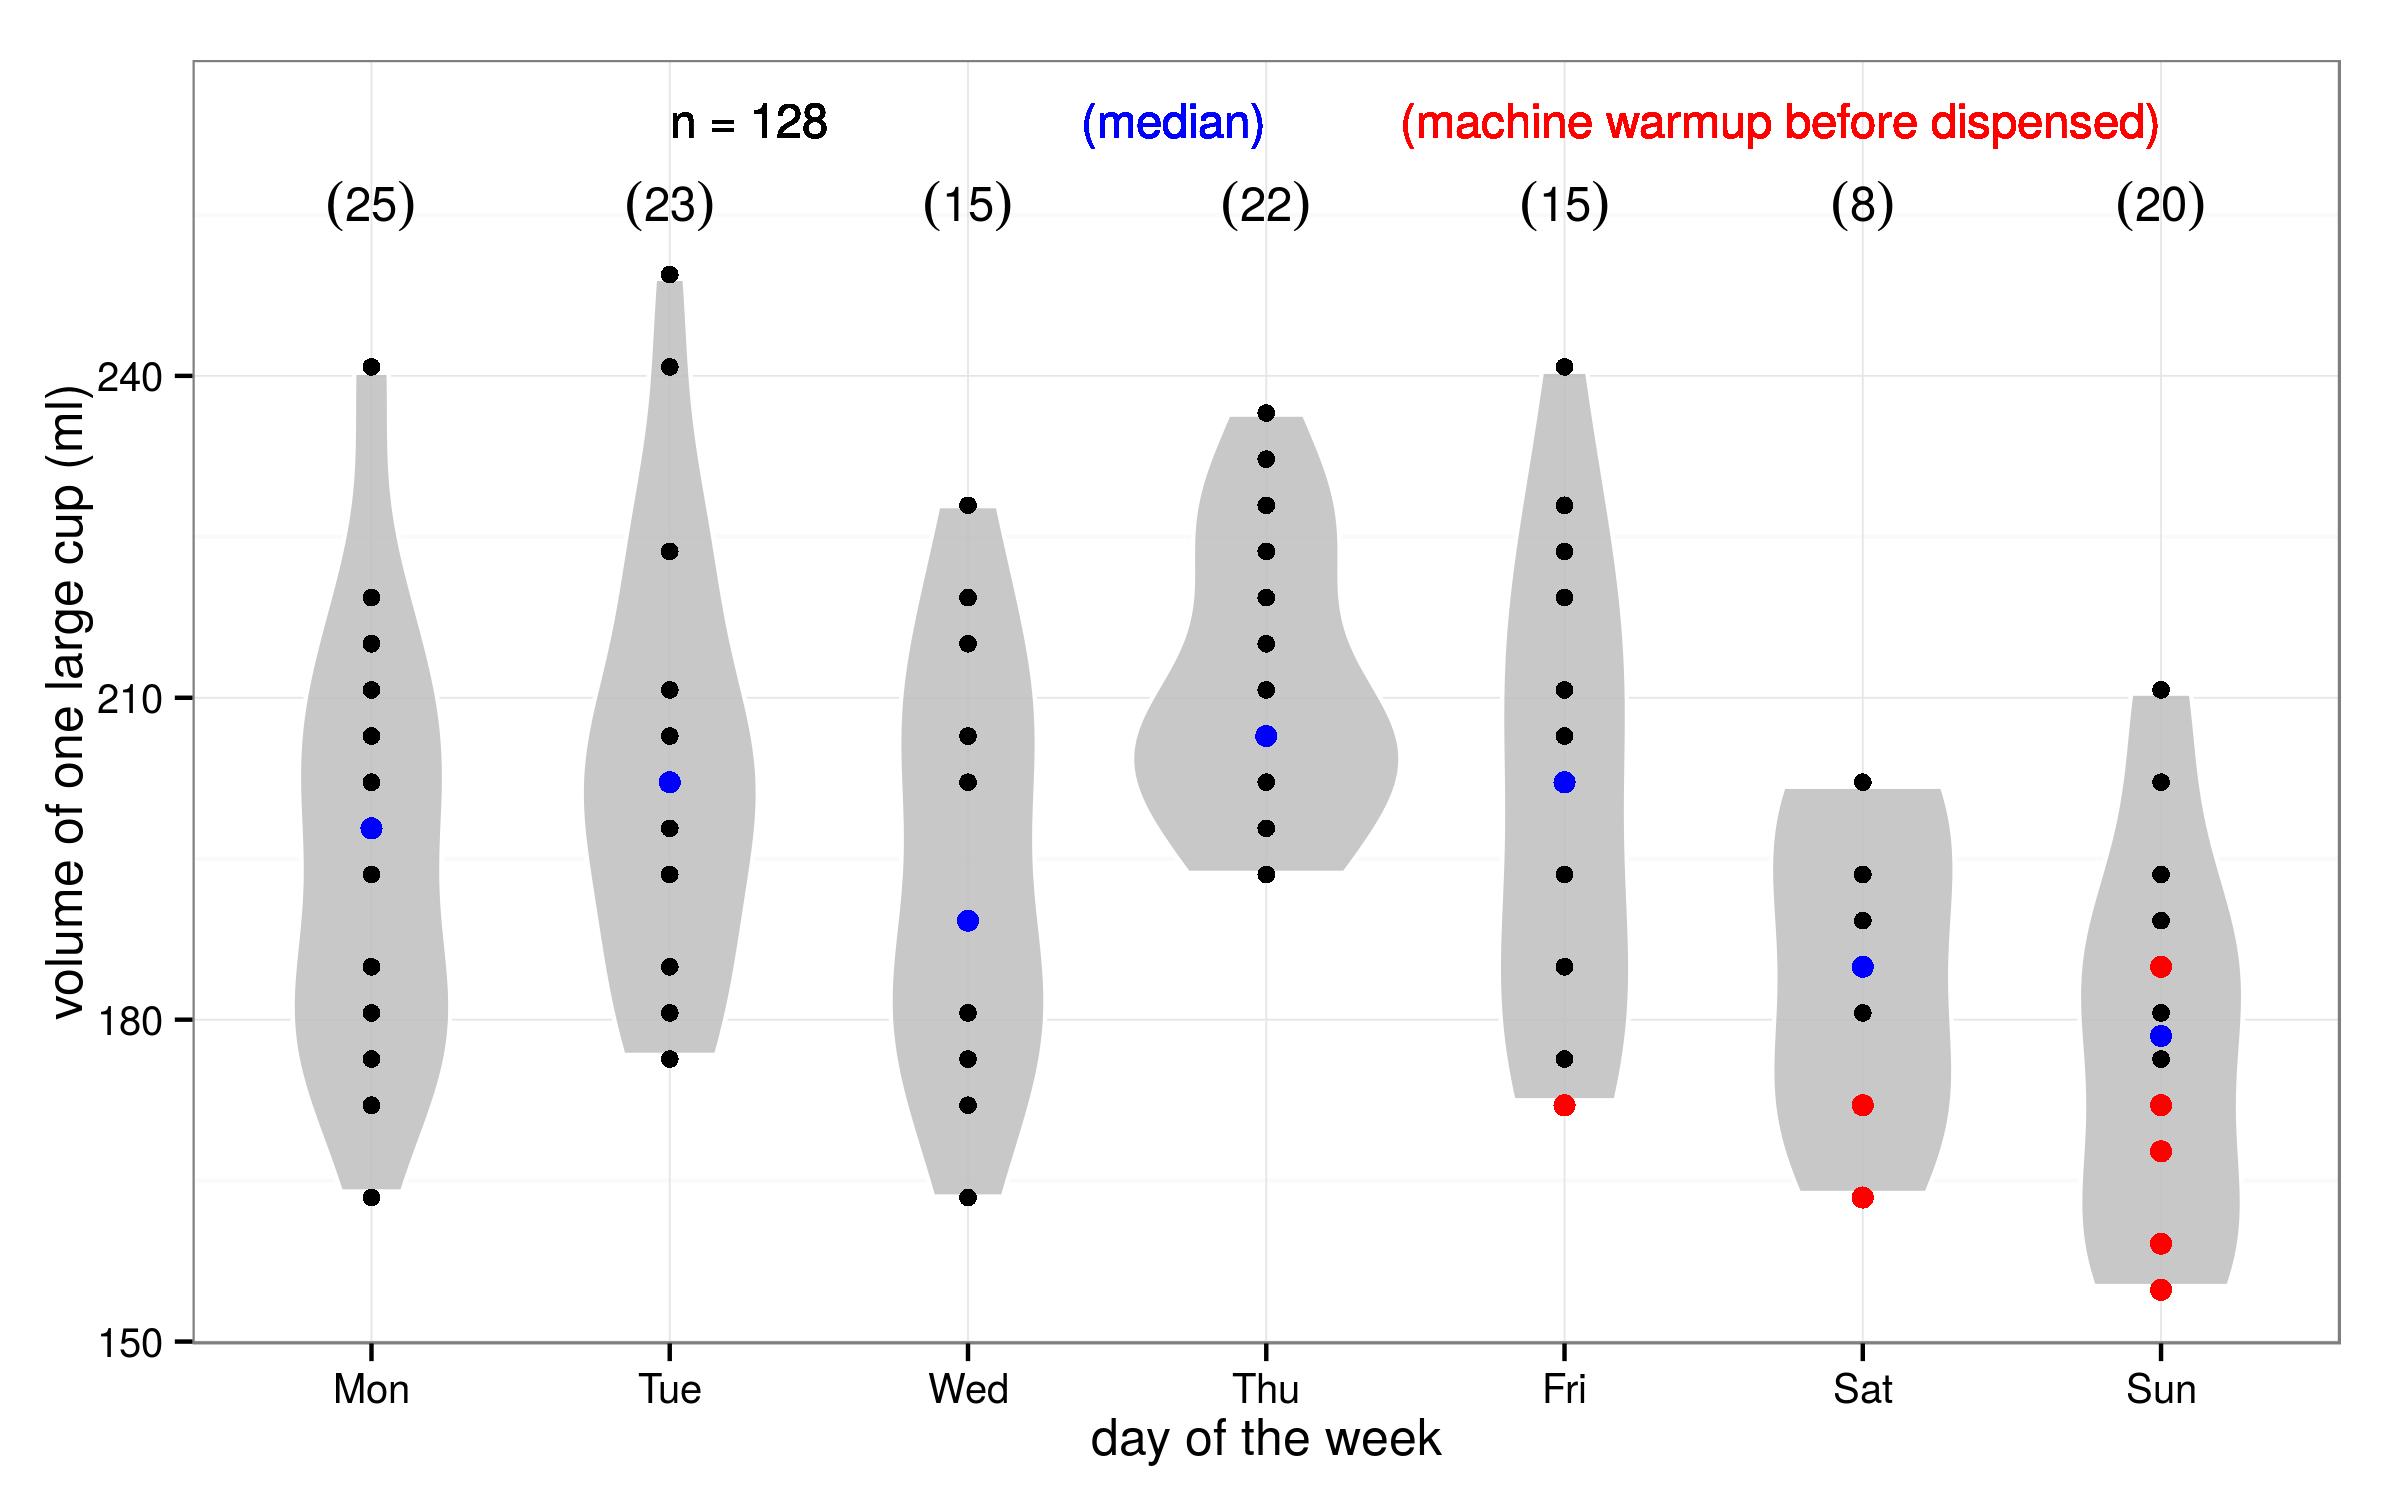 n = 128 (median) (machine warmup before dispensed)
(25) (23) (15) (22) (15) (8) (20)
volume of one large cup (ml)
240
210
180
150
Mon Tue Wed Thu Fri Sat Sun
day of the week